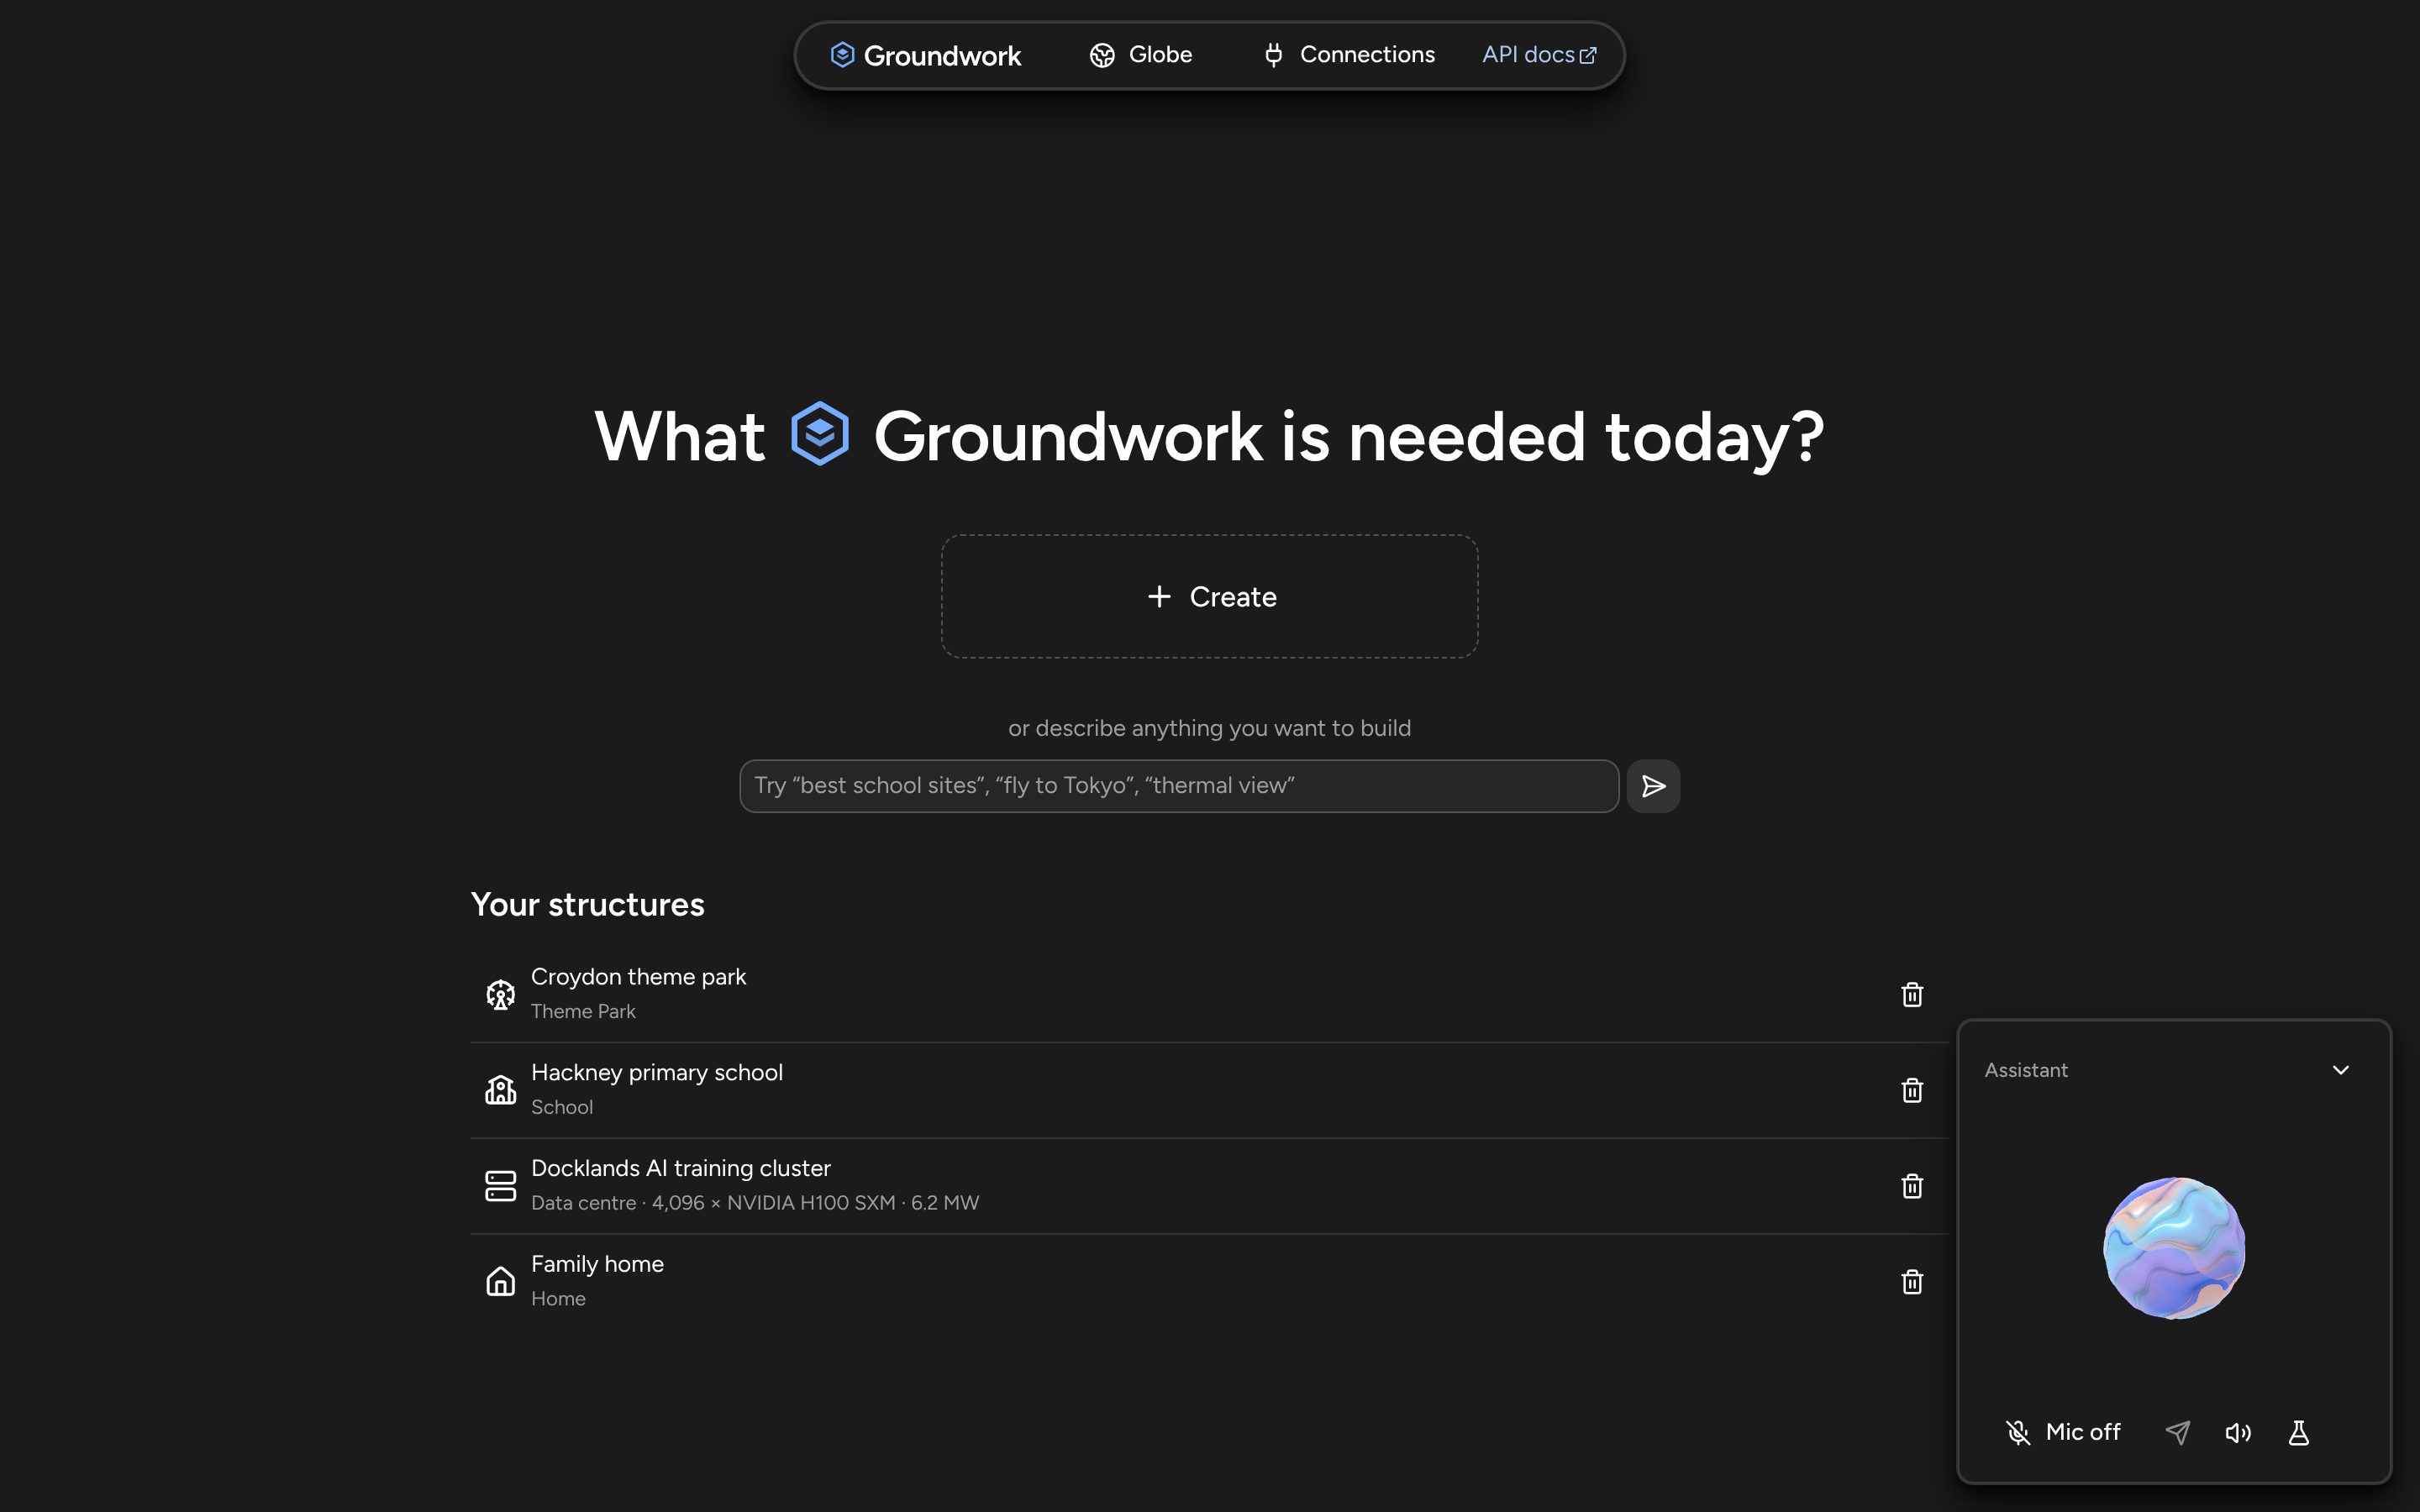 Groundwork
Globe
Connections
API docs
What Groundwork is needed today?
Create
or describe anything you want to build
Try “best school sites”, “fly to Tokyo”, “thermal view”
Your structures
Croydon theme park
Theme Park
Hackney primary school
School
Docklands AI training cluster
Data centre · 4,096 × NVIDIA H100 SXM · 6.2 MW
Family home
Home
Assistant
Mic off